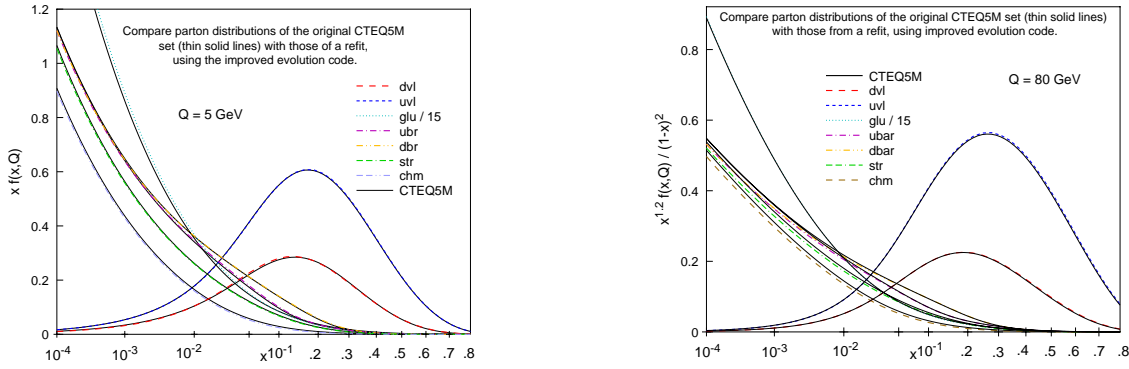 Compare parton distributions of the original CTEQ5M
set (thin solid lines) with those of a refit,
using the improved evolution code.
Q = 5 GeV
dvl
uvl
glu / 15
ubr
dbr
str
chm
CTEQ5M
x f(x,Q)
1.2
1
0.8
0.6
0.4
0.2
0
10-4
10-3
10-2
x10-1
.2
.3
.4
.5
.6
.7
.8
Compare parton distributions of the original CTEQ5M set (thin solid lines)
with those from a refit, using improved evolution code.
Q = 80 GeV
CTEQ5M
dvl
uvl
glu / 15
ubar
dbar
str
chm
x1.2 f(x,Q) / (1-x)2
0.8
0.6
0.4
0.2
0
10-4
10-3
10-2
x10-1
.2
.3
.4
.5
.6
.7
.8